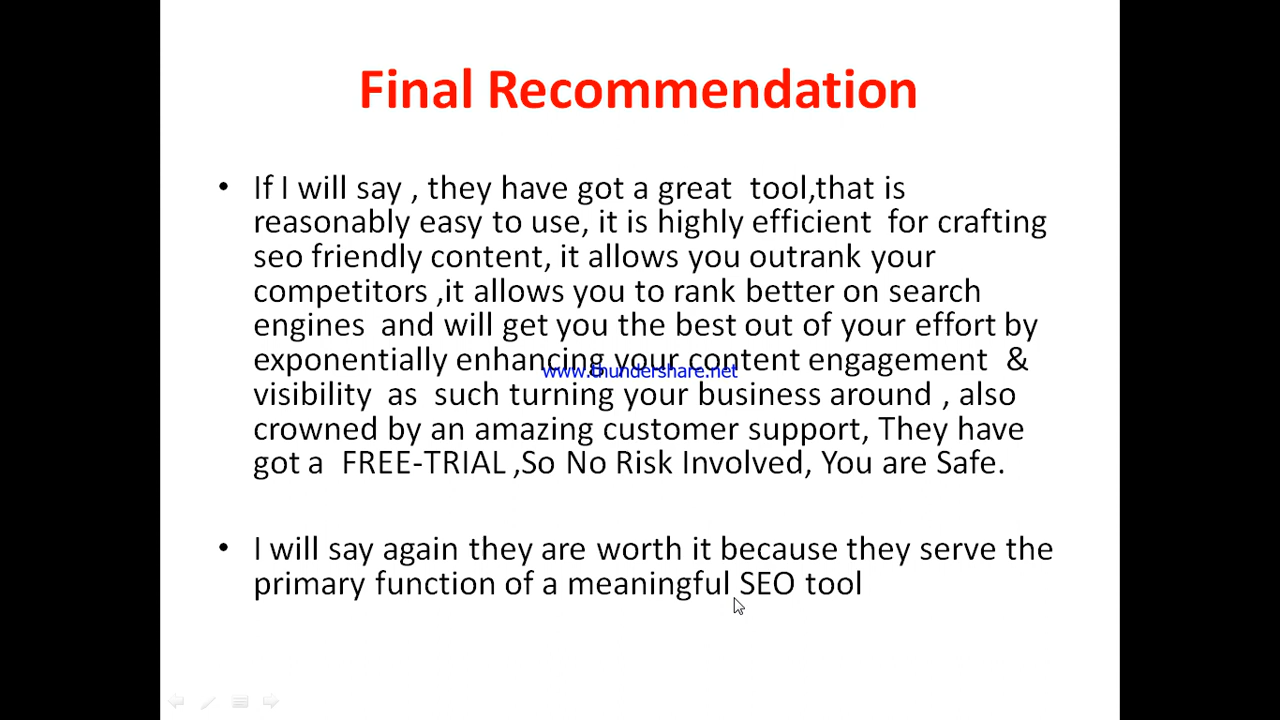 Final Recommendation
• If I will say , they have got a great tool,that is
reasonably easy to use, it is highly efficient for crafting
seo friendly content, it allows you outrank your
competitors ,it allows you to rank better on search
engines and will get you the best out of your effort by
exponentially enhancing your content engagement &
www.thundershare.net
visibility as such turning your business around , also
crowned by an amazing customer support, They have
got a FREE-TRIAL ,So No Risk Involved, You are Safe.
• I will say again they are worth it because they serve the
primary function of a meaningful SEO tool